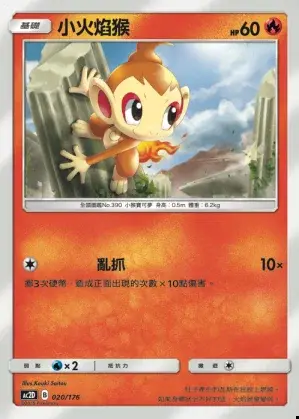 基礎
小火焰猴
HP60
全國圖鑑No.390 小猴寶可夢 身高:0.5m 體重:6.2kg
亂抓 10×
擲3次硬幣,造成正面出現的次數×10點傷害。
弱點 ×2 抵抗力 撤退
Illus.Kouki Saitou
AC2D B 020/176